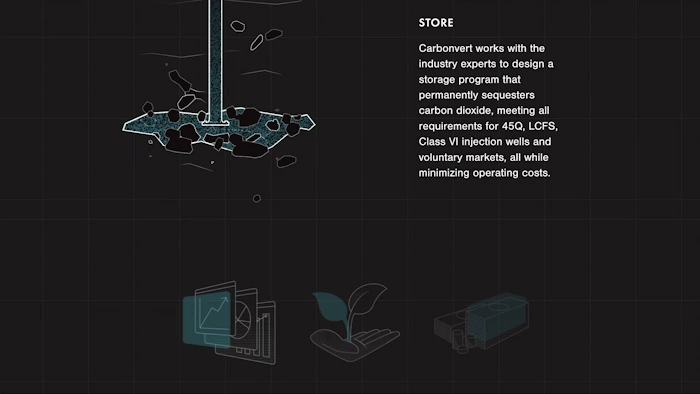 STORE
Carbonvert works with the
industry experts to design a
storage program that
permanently sequesters
carbon dioxide, meeting all
requirements for 45Q, LCFS,
Class VI injection wells and
voluntary markets, all while
minimizing operating costs.